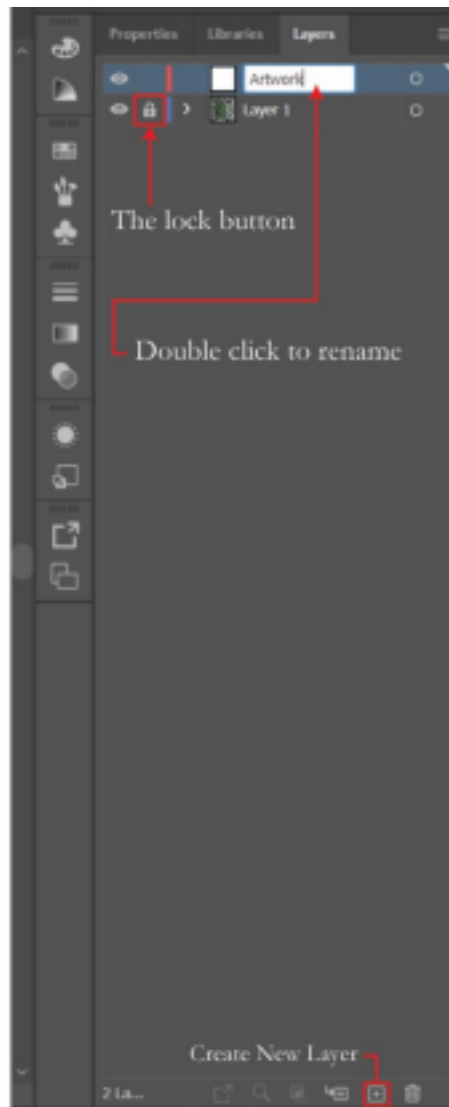 Properties Libraries Layers
Artwork
Layer 1
The lock button
Double click to rename
Create New Layer
2 La...